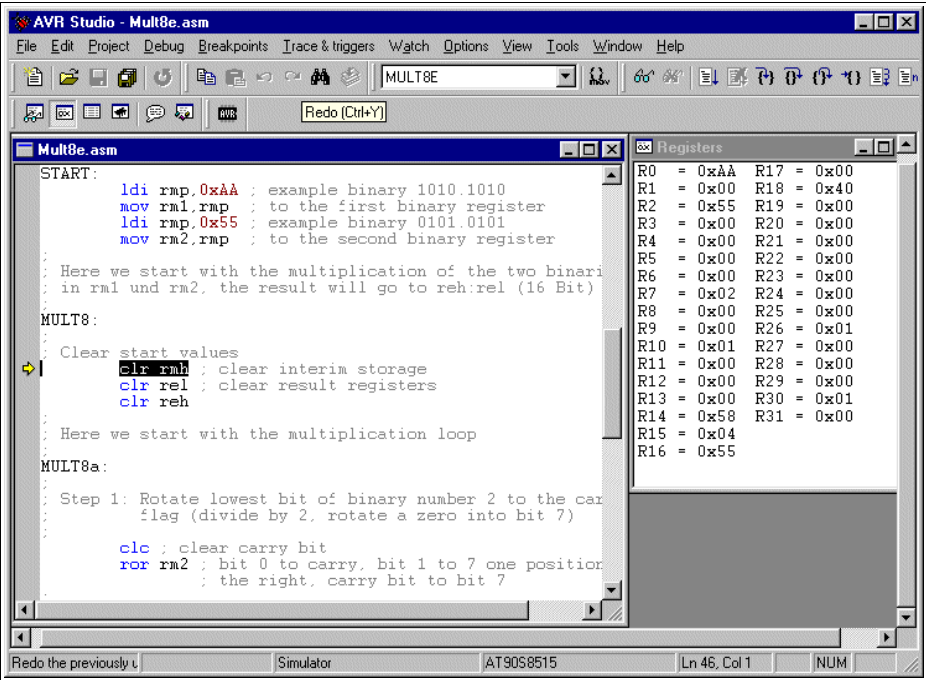 AVR Studio - Mult8e.asm
File Edit Project Debug Breakpoints Trace & triggers Watch Options View Tools Window Help
MULT8E
AVR
Redo (Ctrl+Y)
Mult8e.asm
START:
ldi rmp,0xAA ; example binary 1010.1010
mov rm1,rmp ; to the first binary register
ldi rmp,0x55 ; example binary 0101.0101
mov rm2,rmp ; to the second binary register
;
; Here we start with the multiplication of the two binari
; in rm1 und rm2, the result will go to reh:rel (16 Bit)
;
MULT8:
;
; Clear start values
clr rmh ; clear interim storage
clr rel ; clear result registers
clr reh
;
; Here we start with the multiplication loop
;
MULT8a:
;
; Step 1: Rotate lowest bit of binary number 2 to the car
; flag (divide by 2, rotate a zero into bit 7)
;
clc ; clear carry bit
ror rm2 ; bit 0 to carry, bit 1 to 7 one position
; the right, carry bit to bit 7
Registers
R0 = 0xAA R17 = 0x00
R1 = 0x00 R18 = 0x40
R2 = 0x55 R19 = 0x00
R3 = 0x00 R20 = 0x00
R4 = 0x00 R21 = 0x00
R5 = 0x00 R22 = 0x00
R6 = 0x00 R23 = 0x00
R7 = 0x02 R24 = 0x00
R8 = 0x00 R25 = 0x00
R9 = 0x00 R26 = 0x01
R10 = 0x01 R27 = 0x00
R11 = 0x00 R28 = 0x00
R12 = 0x00 R29 = 0x00
R13 = 0x00 R30 = 0x01
R14 = 0x58 R31 = 0x00
R15 = 0x04
R16 = 0x55
Redo the previously u Simulator AT90S8515 Ln 46, Col 1 NUM